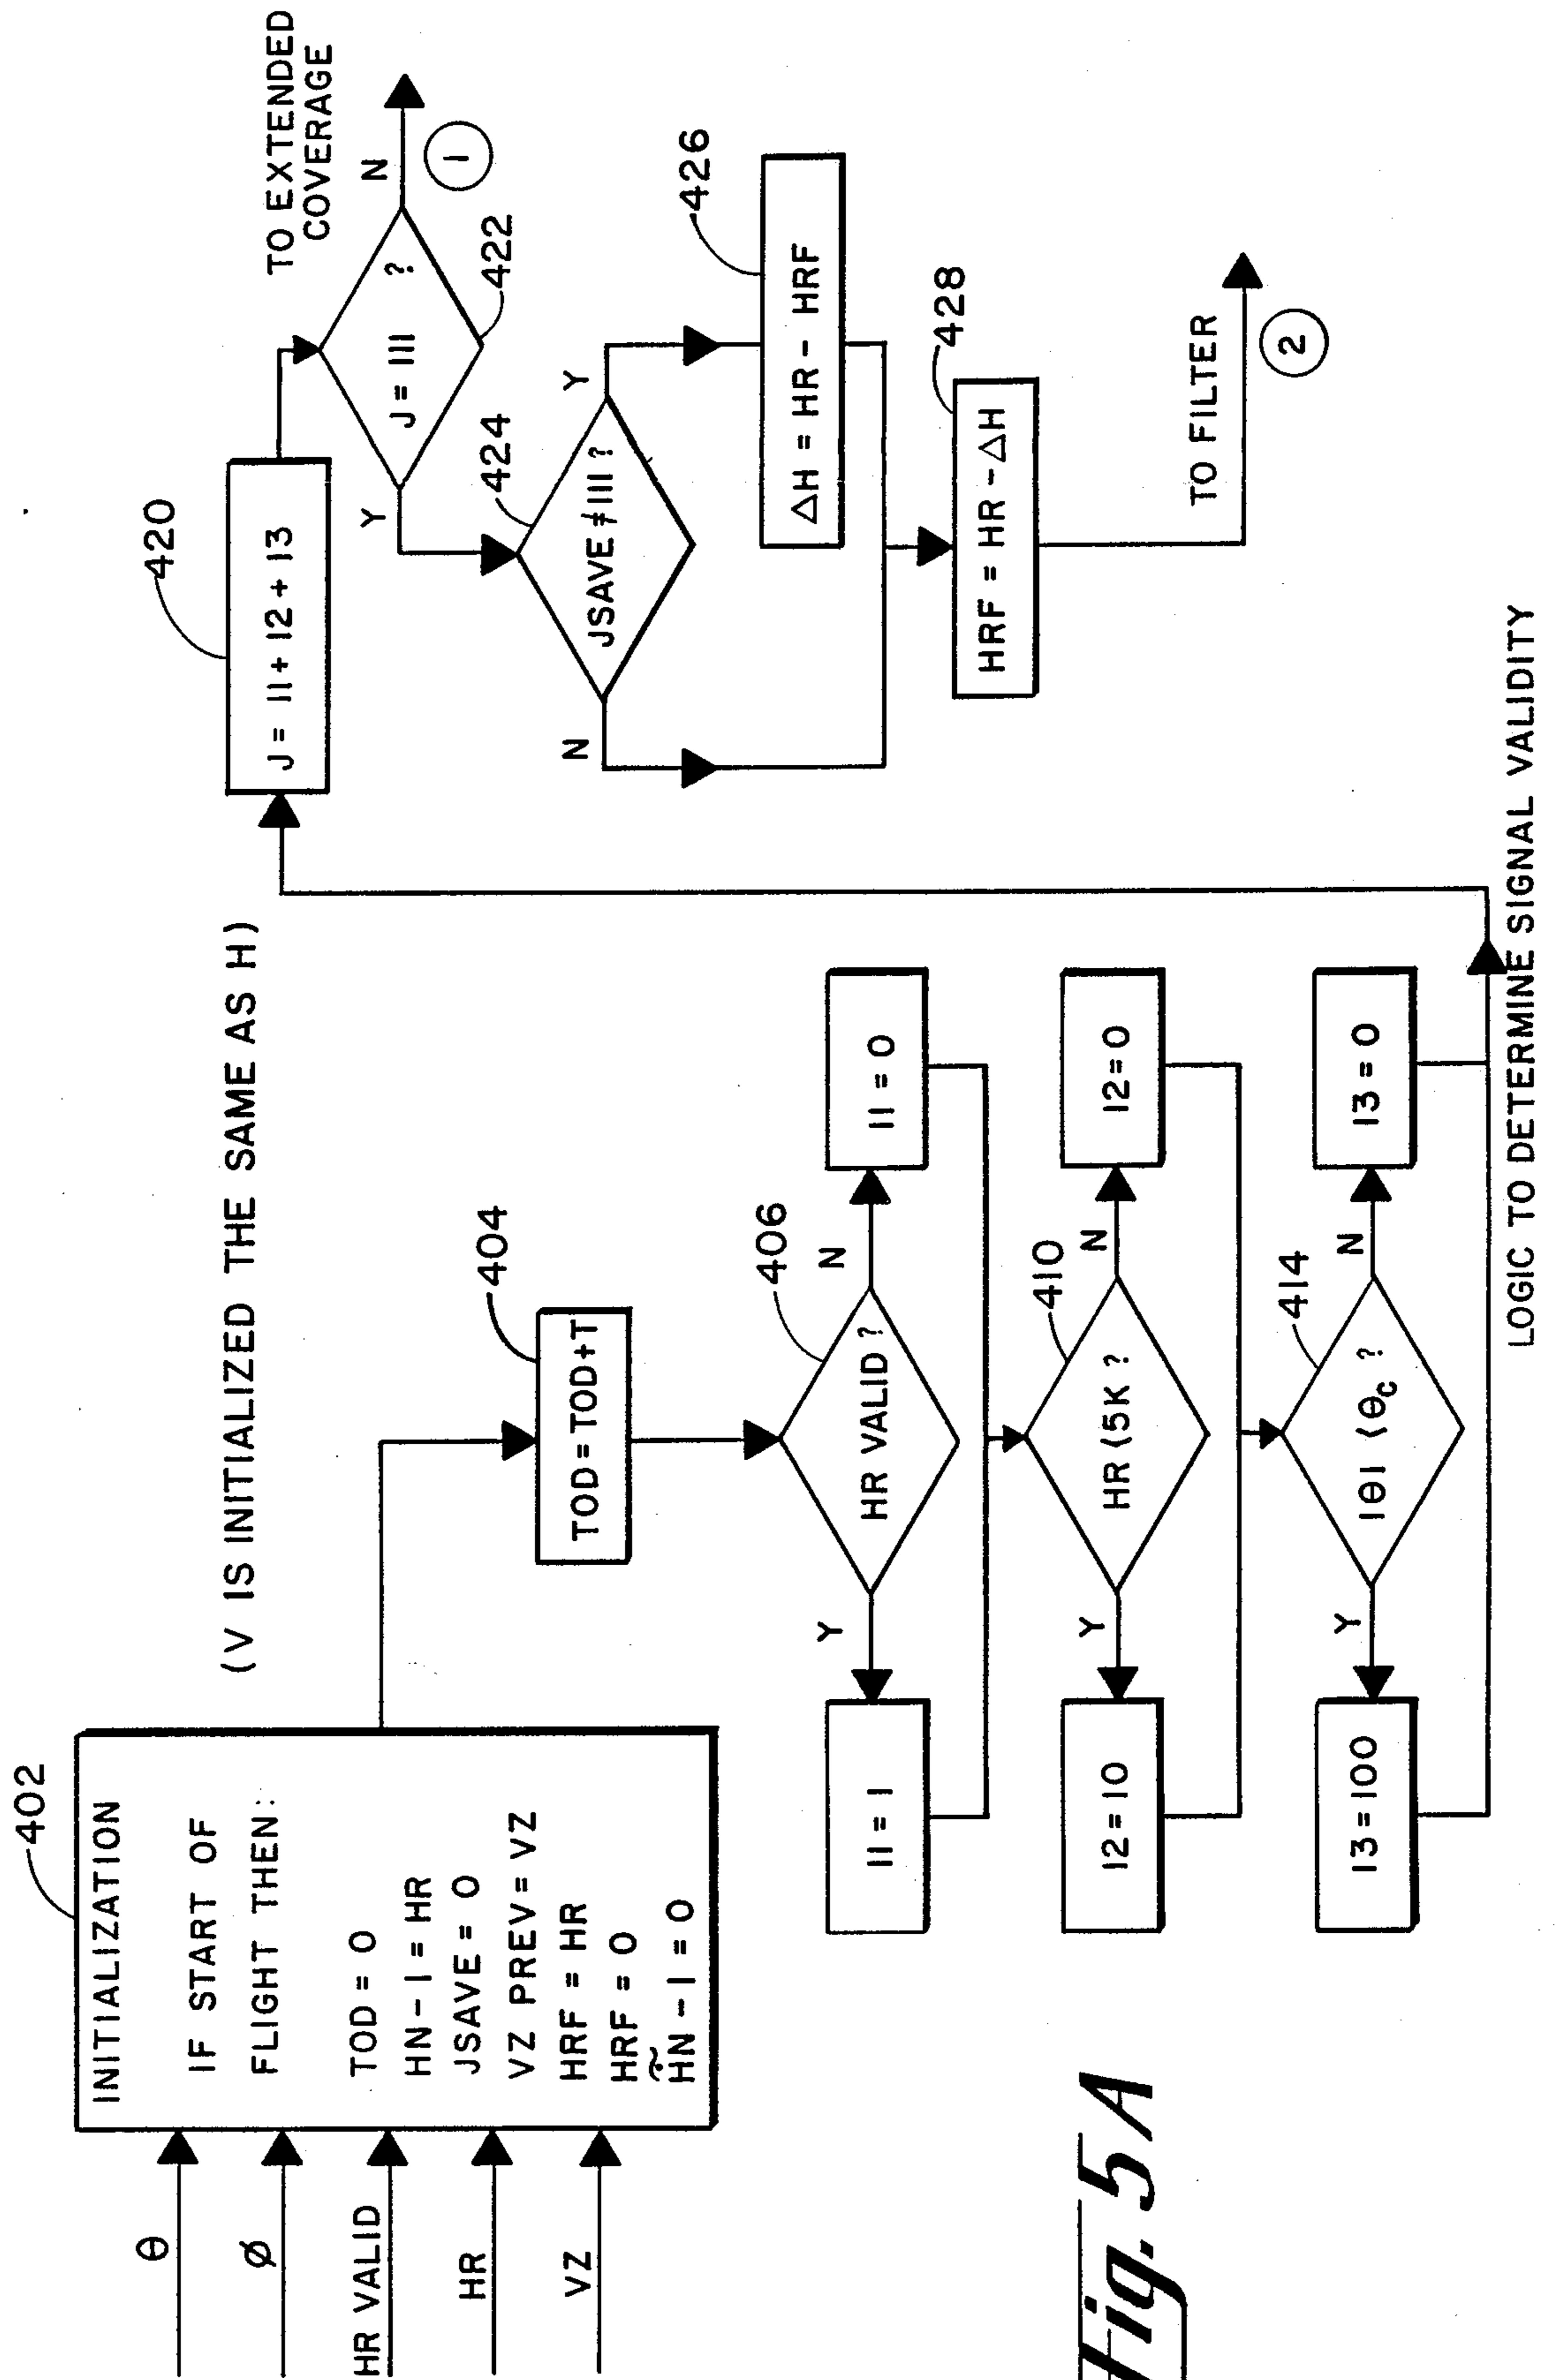 402
INITIALIZATION
IF START OF
FLIGHT THEN:
TOD = 0
HN - 1 = HR
JSAVE = 0
VZ PREV = VZ
HRF = HR
HRF = 0
H̃N - 1 = 0
θ
Ø
HR VALID
HR
VZ
(V IS INITIALIZED THE SAME AS H)
404
TOD = TOD+T
406
HR VALID ?
Y
N
I1 = 1
I1 = 0
410
HR ⟨5K ?
Y
N
I2 = 10
I2 = 0
414
|θ| ⟨θc ?
Y
N
I3 = 100
I3 = 0
LOGIC TO DETERMINE SIGNAL VALIDITY
420
J = I1 + I2 + I3
TO EXTENDED
COVERAGE
422
J = 111 ?
Y
N
1
424
JSAVE ≠ 111 ?
Y
N
426
△H = HR - HRF
428
HRF = HR - △H
TO FILTER
2
Fig. 5A